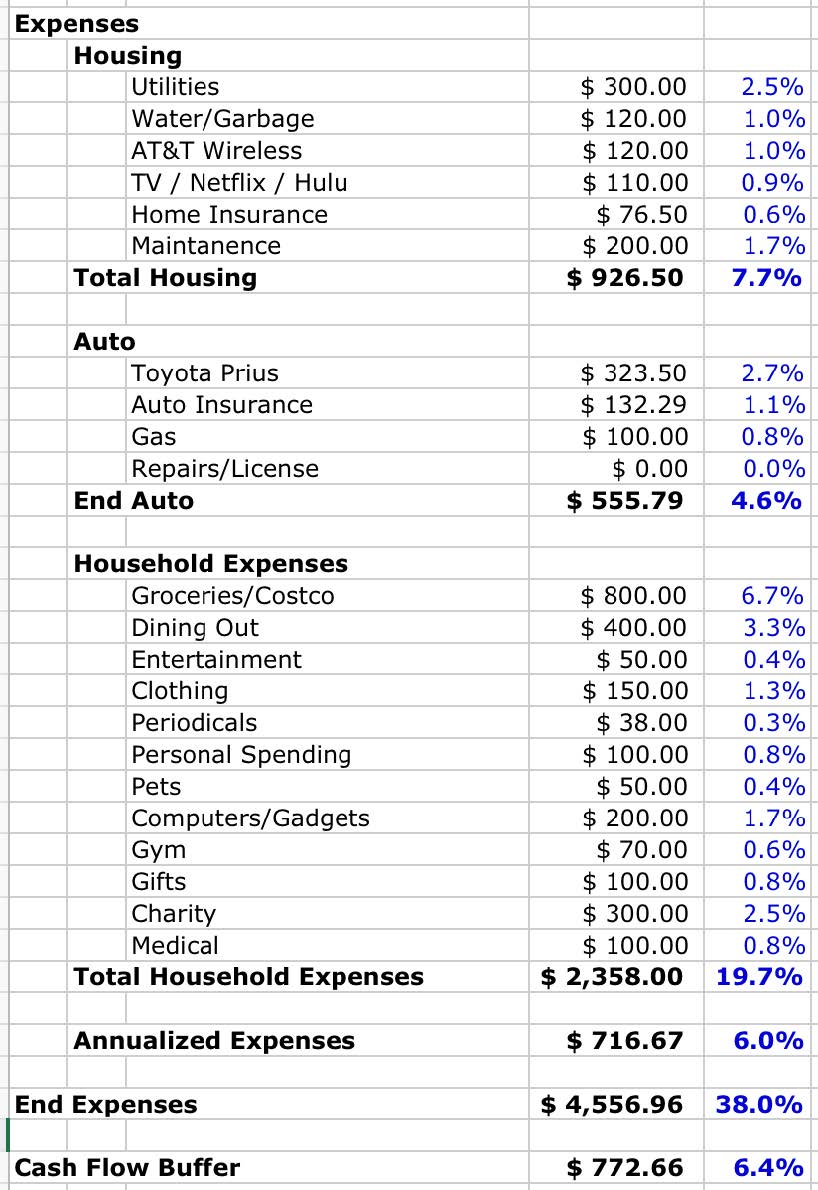 Expenses
Housing
Utilities $ 300.00 2.5%
Water/Garbage $ 120.00 1.0%
AT&T Wireless $ 120.00 1.0%
TV / Netflix / Hulu $ 110.00 0.9%
Home Insurance $ 76.50 0.6%
Maintanence $ 200.00 1.7%
Total Housing $ 926.50 7.7%
Auto
Toyota Prius $ 323.50 2.7%
Auto Insurance $ 132.29 1.1%
Gas $ 100.00 0.8%
Repairs/License $ 0.00 0.0%
End Auto $ 555.79 4.6%
Household Expenses
Groceries/Costco $ 800.00 6.7%
Dining Out $ 400.00 3.3%
Entertainment $ 50.00 0.4%
Clothing $ 150.00 1.3%
Periodicals $ 38.00 0.3%
Personal Spending $ 100.00 0.8%
Pets $ 50.00 0.4%
Computers/Gadgets $ 200.00 1.7%
Gym $ 70.00 0.6%
Gifts $ 100.00 0.8%
Charity $ 300.00 2.5%
Medical $ 100.00 0.8%
Total Household Expenses $ 2,358.00 19.7%
Annualized Expenses $ 716.67 6.0%
End Expenses $ 4,556.96 38.0%
Cash Flow Buffer $ 772.66 6.4%